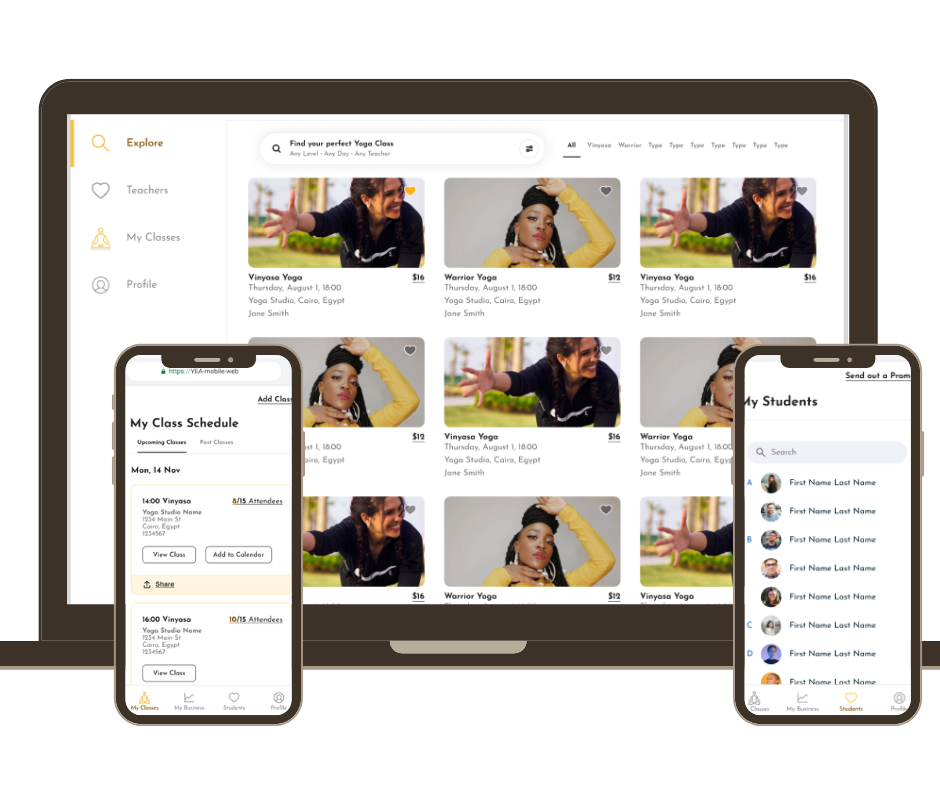 Explore
Teachers
My Classes
Profile
Find your perfect Yoga Class
Any Level - Any Day - Any Teacher
All Vinyasa Warrior Type Type Type Type Type Type Type
Vinyasa Yoga $16
Thursday, August 1, 18:00
Yoga Studio, Cairo, Egypt
Jane Smith
Warrior Yoga $12
Thursday, August 1, 18:00
Yoga Studio, Cairo, Egypt
Jane Smith
Vinyasa Yoga $16
Thursday, August 1, 18:00
Yoga Studio, Cairo, Egypt
Jane Smith
$12
1, 18:00
Cairo, Egypt
Vinyasa Yoga $16
Thursday, August 1, 18:00
Yoga Studio, Cairo, Egypt
Jane Smith
Warrior Yoga
Thursday, August 1, 18:00
Yoga Studio, Cairo, Egyp
Jane Smith
$16
Warrior Yoga $12
Vinyasa Yoga
https://YEA-mobile-web
Add Class
My Class Schedule
Upcoming Classes Past Classes
Mon, 14 Nov
14:00 Vinyasa 8/15 Attendees
Yoga Studio Name
1234 Main St
Cairo, Egypt
1234567
View Class Add to Calendar
Share
16:00 Vinyasa 10/15 Attendees
Yoga Studio Name
1234 Main St
Cairo, Egypt
1234567
View Class
My Classes My Business Students Profile
Send out a Prom
My Students
Search
A First Name Last Name
First Name Last Name
B First Name Last Name
First Name Last Name
First Name Last Name
C First Name Last Name
D First Name Last Name
First Name Last Name
Classes My Business Students Profile